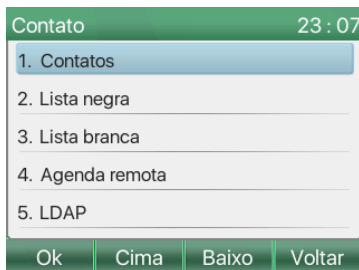 Contato 23:07
1. Contatos
2. Lista negra
3. Lista branca
4. Agenda remota
5. LDAP
Ok Cima Baixo Voltar